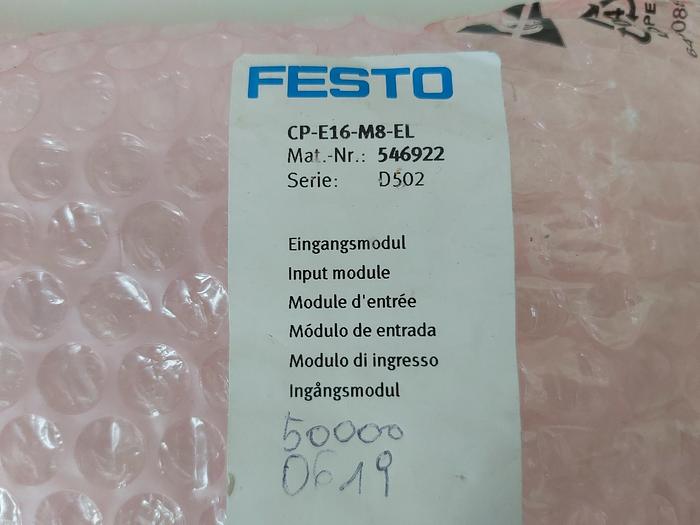 FESTO
CP-E16-M8-EL
Mat.-Nr.: 546922
Serie: D502
Eingangsmodul
Input module
Module d'entrée
Módulo de entrada
Modulo di ingresso
Ingångsmodul
50000
0619